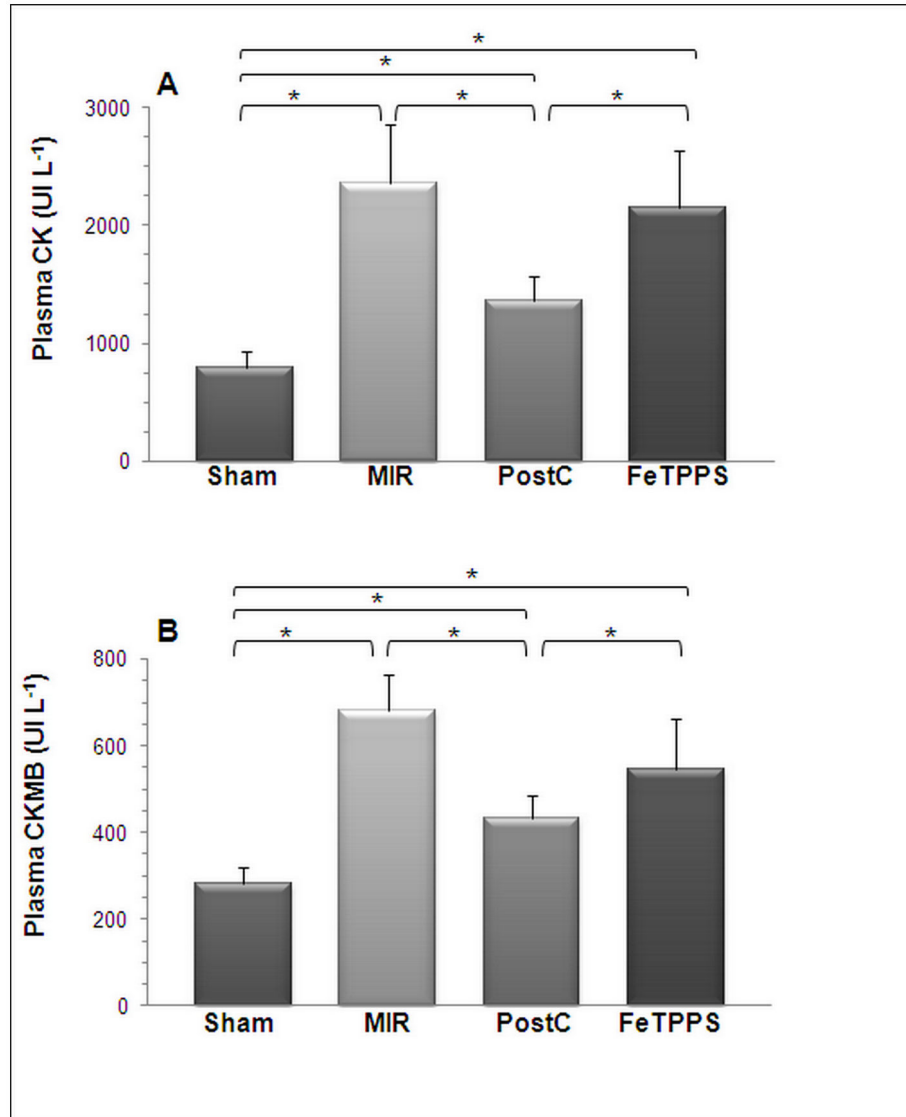 *
*
A
* * *
Plasma CK (UI L-1)
3000
2000
1000
0
Sham MIR PostC FeTPPS
*
*
B
* * *
Plasma CKMB (UI L-1)
800
600
400
200
0
Sham MIR PostC FeTPPS